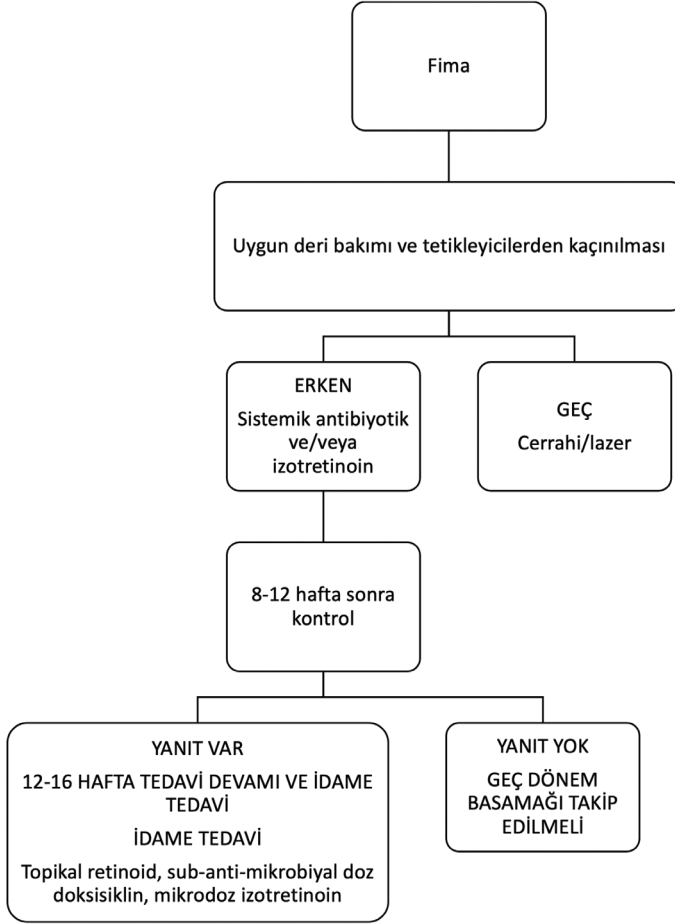 Fima
Uygun deri bakımı ve tetikleyicilerden kaçınılması
ERKEN
Sistemik antibiyotik
ve/veya
izotretinoin
GEÇ
Cerrahi/lazer
8-12 hafta sonra
kontrol
YANIT VAR
12-16 HAFTA TEDAVİ DEVAMI VE İDAME
TEDAVİ
İDAME TEDAVİ
Topikal retinoid, sub-anti-mikrobiyal doz
doksisiklin, mikrodoz izotretinoin
YANIT YOK
GEÇ DÖNEM
BASAMAĞI TAKİP
EDİLMELİ